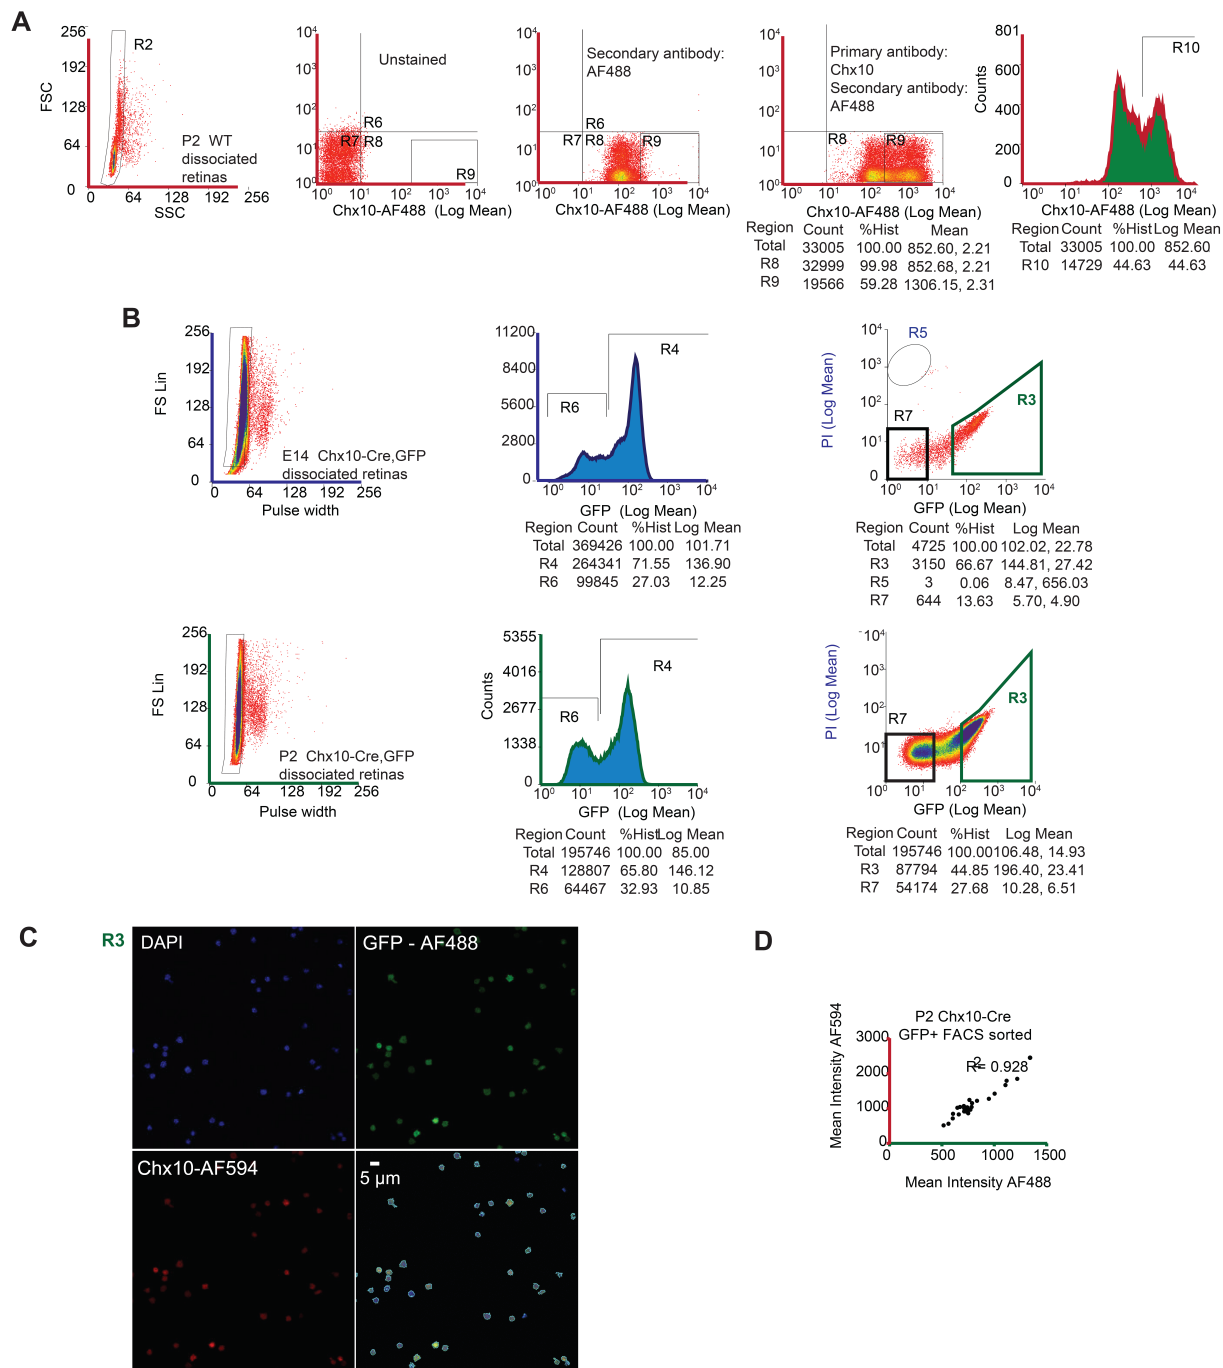 A
256
192
128
64
0
FSC
R2
P2 WT
dissociated
retinas
0 64 128 192 256
SSC
10⁴
10³
10²
10¹
10⁰
Unstained
R6
R7 R8
R9
10⁰ 10¹ 10² 10³ 10⁴
Chx10-AF488 (Log Mean)
10⁴
10³
10²
10¹
10⁰
Secondary antibody:
AF488
R6
R7 R8 R9
10⁰ 10¹ 10² 10³ 10⁴
Chx10-AF488 (Log Mean)
10⁴
10³
10²
10¹
10⁰
Primary antibody:
Chx10
Secondary antibody:
AF488
R8 R9
10⁰ 10¹ 10² 10³ 10⁴
Chx10-AF488 (Log Mean)
Region Count %Hist Mean
Total 33005 100.00 852.60, 2.21
R8 32999 99.98 852.68, 2.21
R9 19566 59.28 1306.15, 2.31
801
600
400
200
0
Counts
R10
10⁰ 10¹ 10² 10³ 10⁴
Chx10-AF488 (Log Mean)
Region Count %Hist Log Mean
Total 33005 100.00 852.60
R10 14729 44.63 44.63
B
256
192
128
64
0
FS Lin
E14 Chx10-Cre,GFP
dissociated retinas
0 64 128 192 256
Pulse width
11200
8400
5600
2800
0
R4
R6
10⁰ 10¹ 10² 10³ 10⁴
GFP (Log Mean)
Region Count %Hist Log Mean
Total 369426 100.00 101.71
R4 264341 71.55 136.90
R6 99845 27.03 12.25
10⁴
10³
10²
10¹
0
PI (Log Mean)
R5
R3
R7
10⁰ 10¹ 10² 10³ 10⁴
GFP (Log Mean)
Region Count %Hist Log Mean
Total 4725 100.00 102.02, 22.78
R3 3150 66.67 144.81, 27.42
R5 3 0.06 8.47, 656.03
R7 644 13.63 5.70, 4.90
256
192
128
64
0
FS Lin
P2 Chx10-Cre,GFP
dissociated retinas
0 64 128 192 256
Pulse width
5355
4016
2677
1338
0
Counts
R4
R6
10⁰ 10¹ 10² 10³ 10⁴
GFP (Log Mean)
Region Count %Hist Log Mean
Total 195746 100.00 85.00
R4 128807 65.80 146.12
R6 64467 32.93 10.85
10⁴
10³
10²
10¹
PI (Log Mean)
R3
R7
10⁰ 10¹ 10² 10³ 10⁴
GFP (Log Mean)
Region Count %Hist Log Mean
Total 195746 100.00 106.48, 14.93
R3 87794 44.85 196.40, 23.41
R7 54174 27.68 10.28, 6.51
C
R3
DAPI
GFP - AF488
Chx10-AF594
5 µm
D
P2 Chx10-Cre
GFP+ FACS sorted
R² = 0.928
3000
2000
1000
0
Mean Intensity AF594
0 500 1000 1500
Mean Intensity AF488